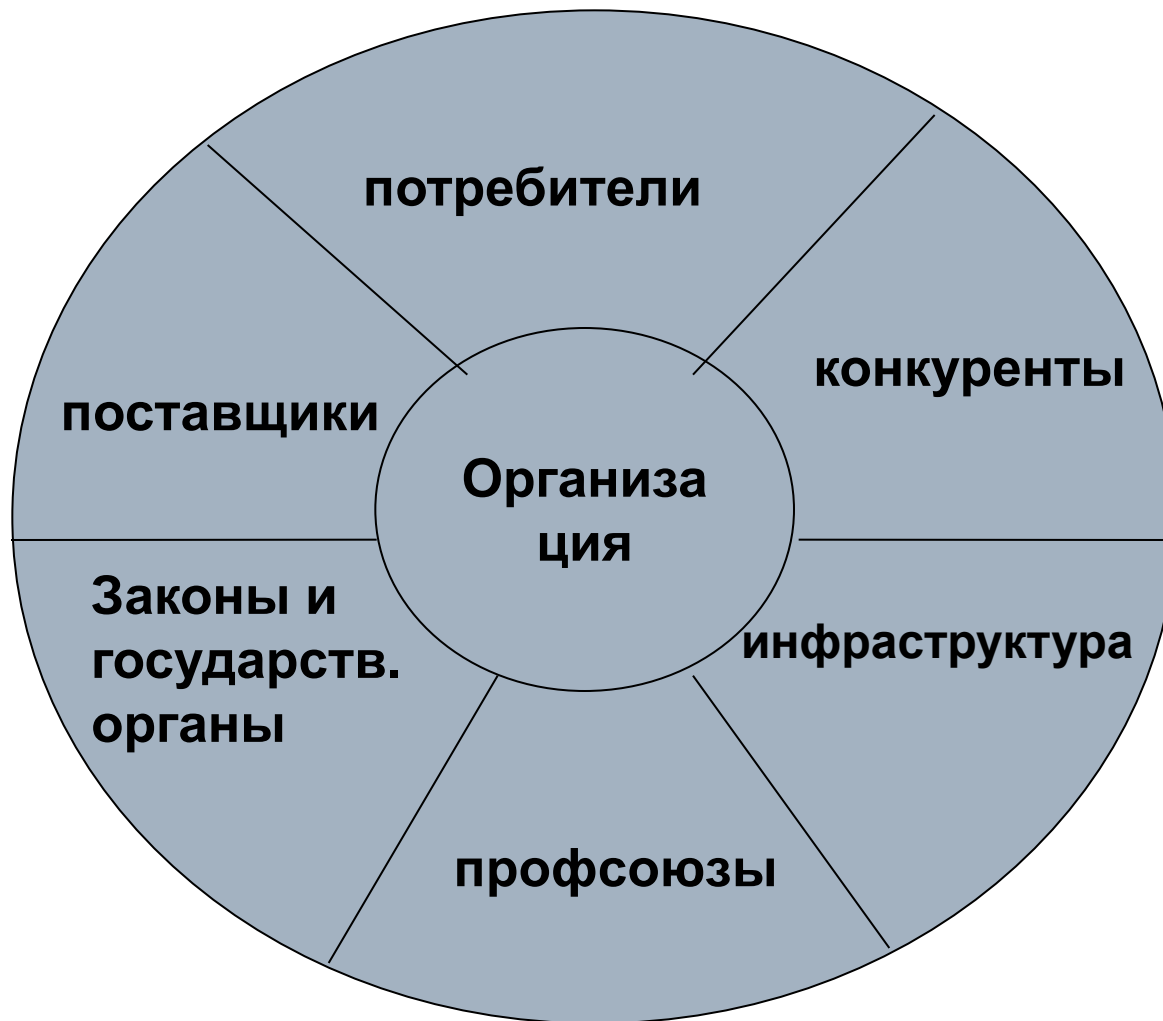 потребители
конкуренты
поставщики
Организа
ция
Законы и
государств.
органы
инфраструктура
профсоюзы